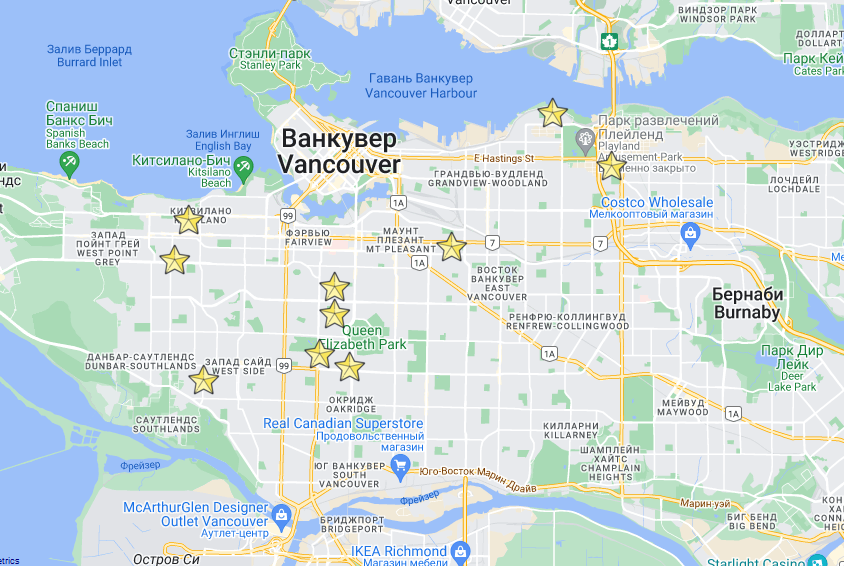 Vancouver
ВИНДЗОР ПАРК
WINDSOR PARK
ДОЛЛАРТ
DOLLART
Залив Беррард
Burrard Inlet
Стэнли-парк
Stanley Park
1
Парк Кей
Cates Park
Гавань Ванкувер
Vancouver Harbour
Спаниш
Банкс Бич
Spanish
Banks Beach
Залив Инглиш
English Bay
Китсилано-Бич
Kitsilano
Beach
Ванкувер
Vancouver
Парк развлечений
Плейленд
Playland
Amusement Park
E Hastings St
ГРАНДВЬЮ-ВУДЛЕНД
GRANDVIEW-WOODLAND
УЭСТРИДЖ
WESTRIDGE
ЛОЧДЕЙЛ
LOCHDALE
Costco Wholesale
Мелкооптовый магазин
1A
99
КИТСИЛАНО
ЗАПАД
ПОЙНТ ГРЕЙ
WEST POINT
GREY
ФЭРВЬЮ
FAIRVIEW
МАУНТ
ПЛЕЗАНТ
MT PLEASANT
7
7
1A
ВОСТОК
ВАНКУВЕР
EAST
VANCOUVER
Бернаби
Burnaby
РЕНФРЮ-КОЛЛИНГВУД
RENFREW-COLLINGWOOD
Queen
Elizabeth Park
1A
ДАНБАР-САУТЛЕНДС
DUNBAR-SOUTHLANDS
ЗАПАД САЙД
WEST SIDE
99
Парк Дир
Лейк
Deer
Lake Park
ОКРИДЖ
OAKRIDGE
МЕЙВУД
MAYWOOD
1A
САУТЛЕНДС
SOUTHLANDS
Real Canadian Superstore
Продовольственный
магазин
КИЛЛАРНИ
KILLARNEY
ШАМПЛЕЙН
ХАЙТС
CHAMPLAIN
HEIGHTS
Фрейзер
ЮГ ВАНКУВЕР
SOUTH
VANCOUVER
Юго-Восток Марин Драйв
Фрейзер
Марин-уэй
McArthurGlen Designer
Outlet Vancouver
Аутлет-центр
БРИДЖПОРТ
BRIDGEPORT
БИГ БЕНД
BIG BEND
Остров Си
IKEA Richmond
Магазин мебели
Starlight Casino